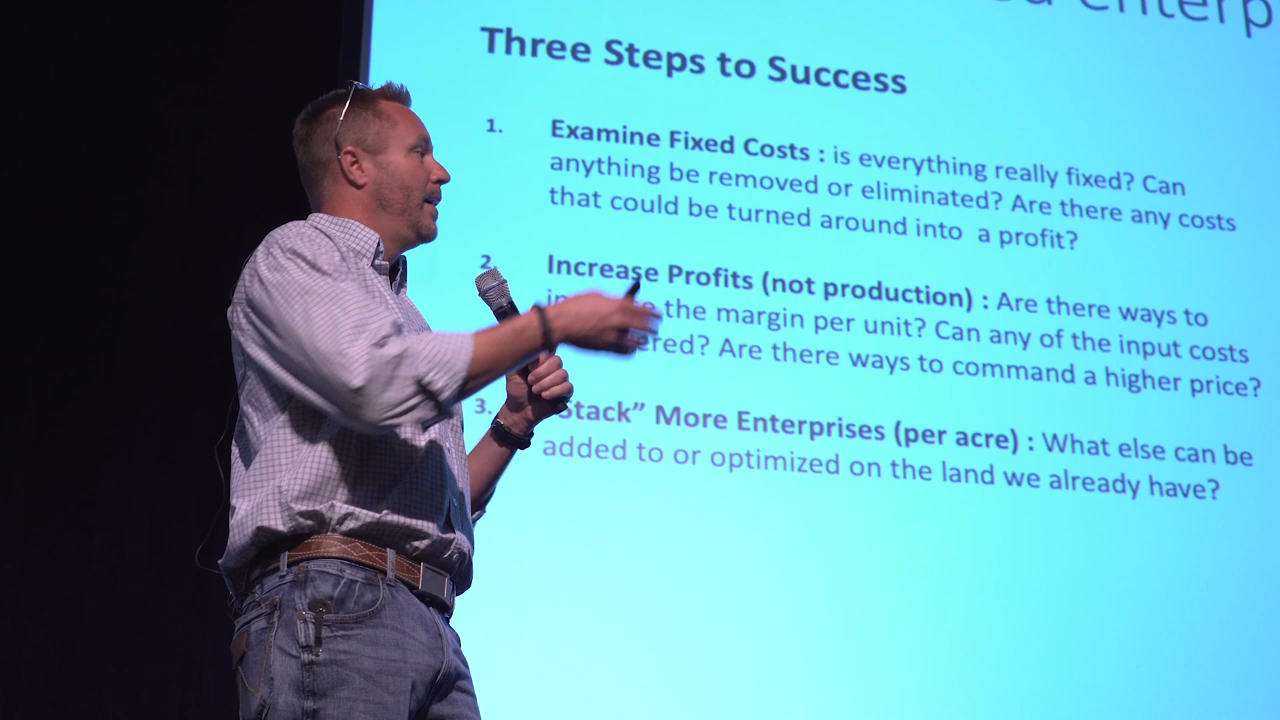 enterp
Three Steps to Success
1. Examine Fixed Costs : is everything really fixed? Can
anything be removed or eliminated? Are there any costs
that could be turned around into a profit?
2. Increase Profits (not production) : Are there ways to
the margin per unit? Can any of the input costs
ered? Are there ways to command a higher price?
3. Stack” More Enterprises (per acre) : What else can be
added to or optimized on the land we already have?